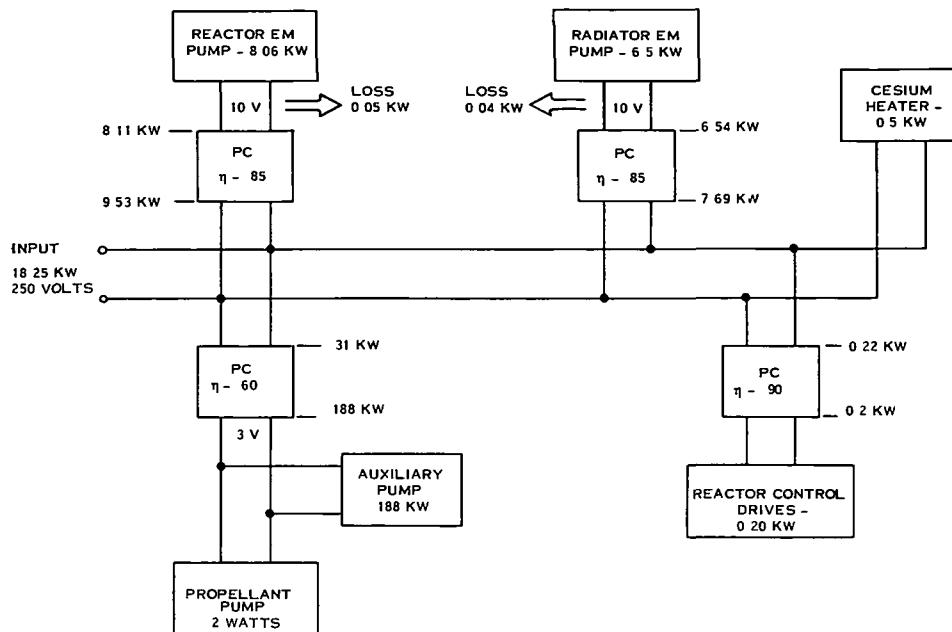 REACTOR EM
PUMP - 8 06 KW
RADIATOR EM
PUMP - 6 5 KW
CESIUM
HEATER -
0 5 KW
LOSS
0 05 KW
LOSS
0 04 KW
10 V
10 V
8 11 KW
PC
η - 85
9 53 KW
6 54 KW
PC
η - 85
7 69 KW
INPUT
18 25 KW
250 VOLTS
31 KW
PC
η - 60
188 KW
3 V
0 22 KW
PC
η - 90
0 2 KW
AUXILIARY
PUMP
188 KW
REACTOR CONTROL
DRIVES -
0 20 KW
PROPELLANT
PUMP
2 WATTS